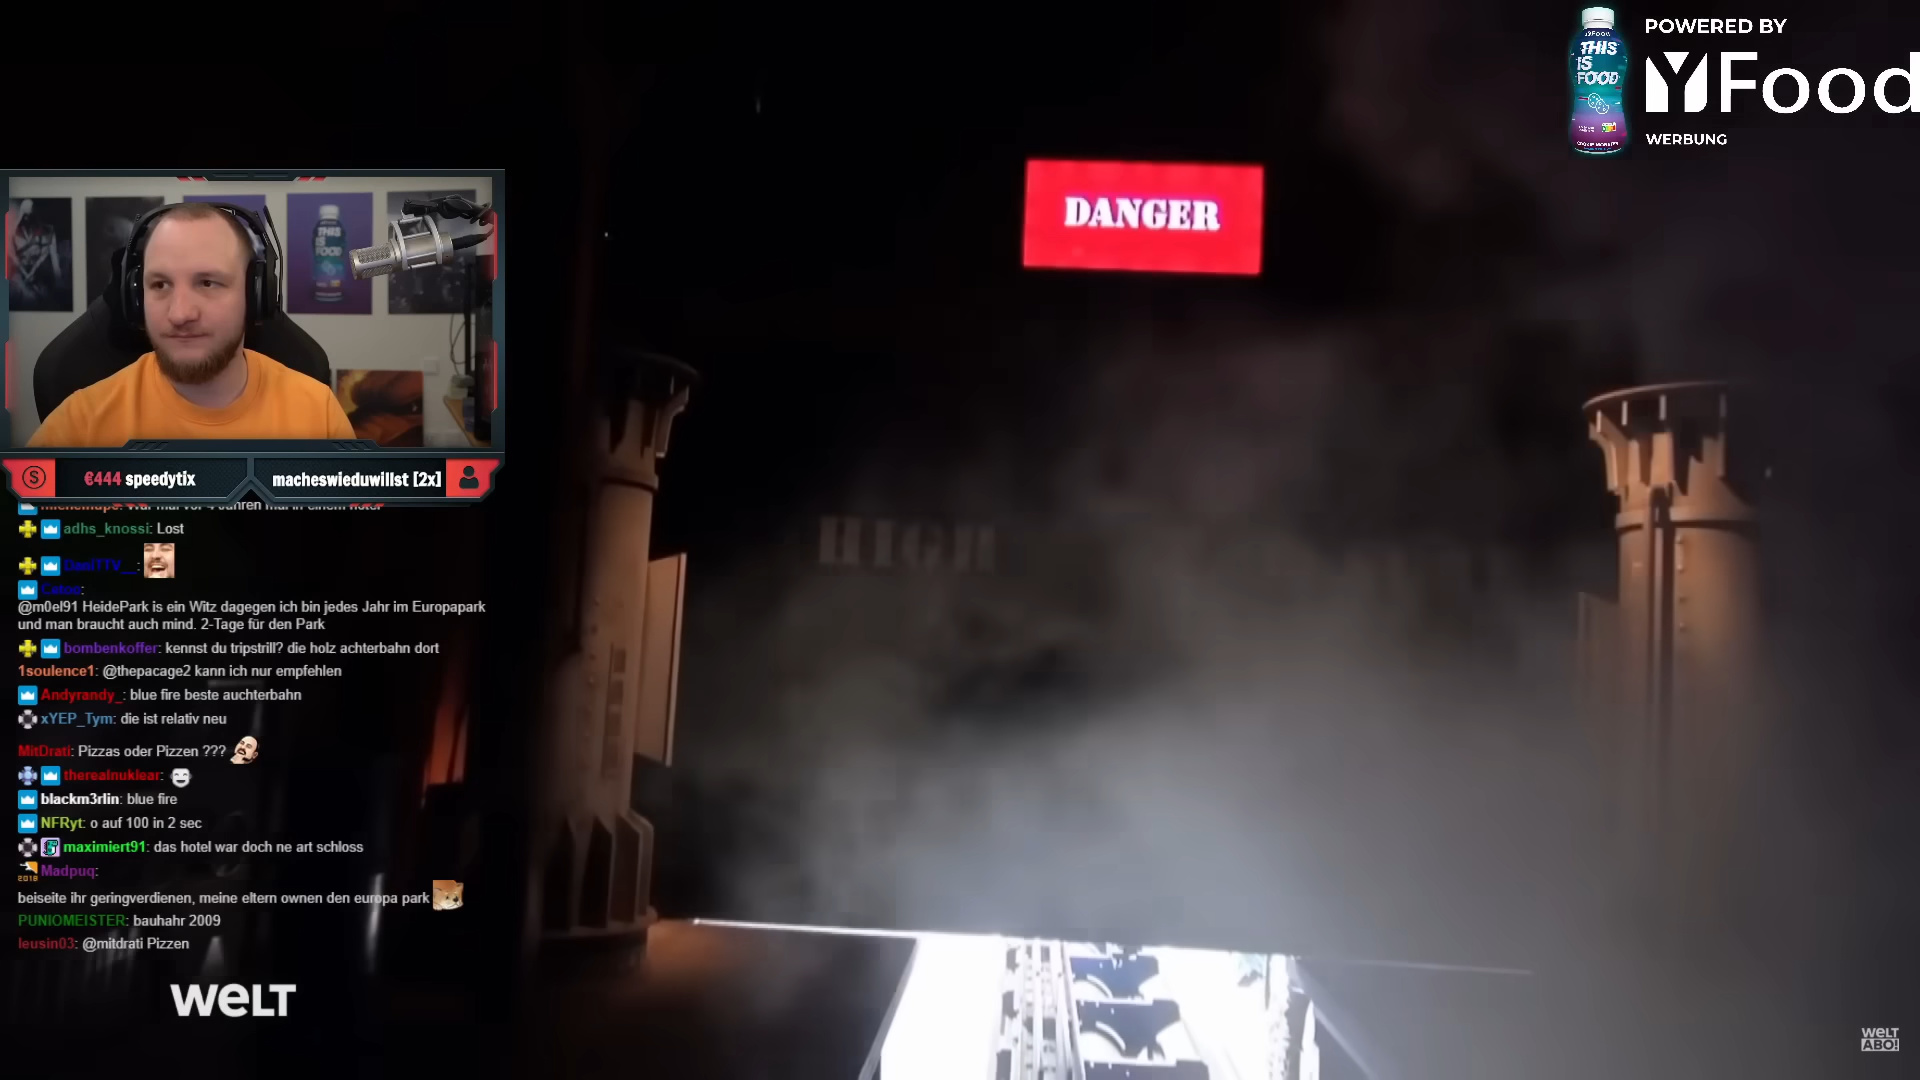 POWERED BY
YFood
WERBUNG
THIS
IS
FOOD
DANGER
HIGH
THIS
IS
FOOD
€444 speedytix
macheswieduwillst [2x]
adhs_knossi: Lost
@m0el91 HeidePark is ein Witz dagegen ich bin jedes Jahr im Europapark
und man braucht auch mind. 2-Tage für den Park
bombenkoffer: kennst du tripstrill? die holz achterbahn dort
1soulence1: @thepacage2 kann ich nur empfehlen
Andyrandy_: blue fire beste auchterbahn
xYEP_Tym: die ist relativ neu
MitDrati: Pizzas oder Pizzen ???
therealnuklear:
blackm3rlin: blue fire
NFRyt: o auf 100 in 2 sec
maximiert91: das hotel war doch ne art schloss
Madpuq:
beiseite ihr geringverdienen, meine eltern ownen den europa park
PUNIOMEISTER: bauhahr 2009
leusin03: @mitdrati Pizzen
WELT
WELT
ABO!